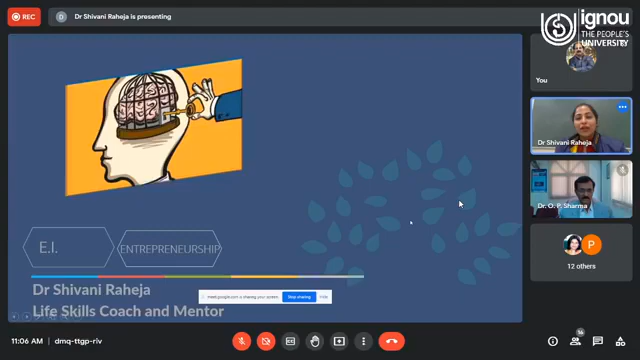 REC
D
Dr Shivani Raheja is presenting
ignou
THE PEOPLE'S
UNIVERSITY
You
Dr Shivani Raheja
Dr. O. P. Sharma
P
12 others
E.I.
ENTREPRENEURSHIP
meet.google.com is sharing your screen.
Stop sharing
Hide
Dr Shivani Raheja
Life Skills Coach and Mentor
11:06 AM
dmq-ttgp-riv
CC
16